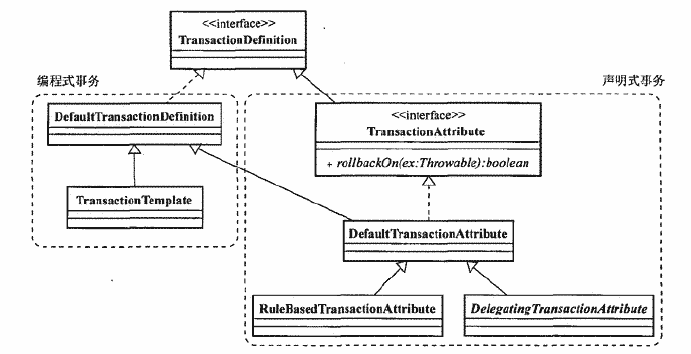 <<interface>>
TransactionDefinition
编程式事务
声明式事务
DefaultTransactionDefinition
<<interface>>
TransactionAttribute
+ rollbackOn(ex:Throwable):boolean
TransactionTemplate
DefaultTransactionAttribute
RuleBasedTransactionAttribute
DelegatingTransactionAttribute